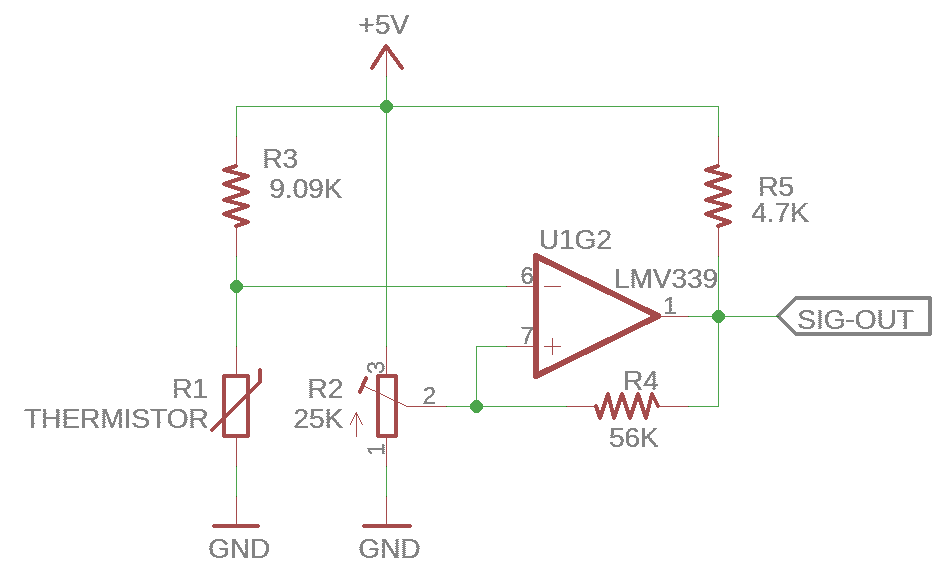 +5V
R3
9.09K
R5
4.7K
U1G2
LMV339
6
1
7
SIG-OUT
R1
THERMISTOR
R2
25K
3
2
1
R4
56K
GND
GND